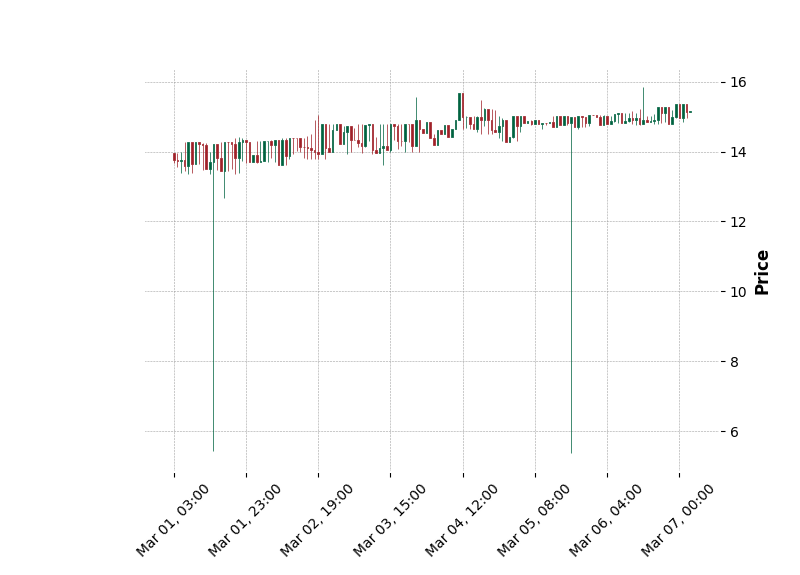 16
14
12
10
8
6
Price
Mar 01, 03:00
Mar 01, 23:00
Mar 02, 19:00
Mar 03, 15:00
Mar 04, 12:00
Mar 05, 08:00
Mar 06, 04:00
Mar 07, 00:00